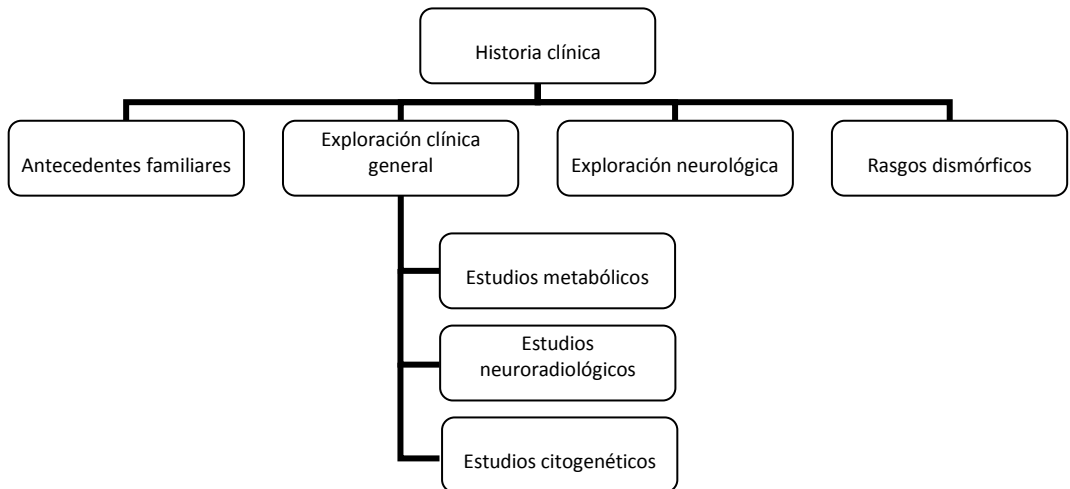 Historia clínica
Antecedentes familiares
Exploración clínica
general
Exploración neurológica
Rasgos dismórficos
Estudios metabólicos
Estudios
neuroradiológicos
Estudios citogenéticos